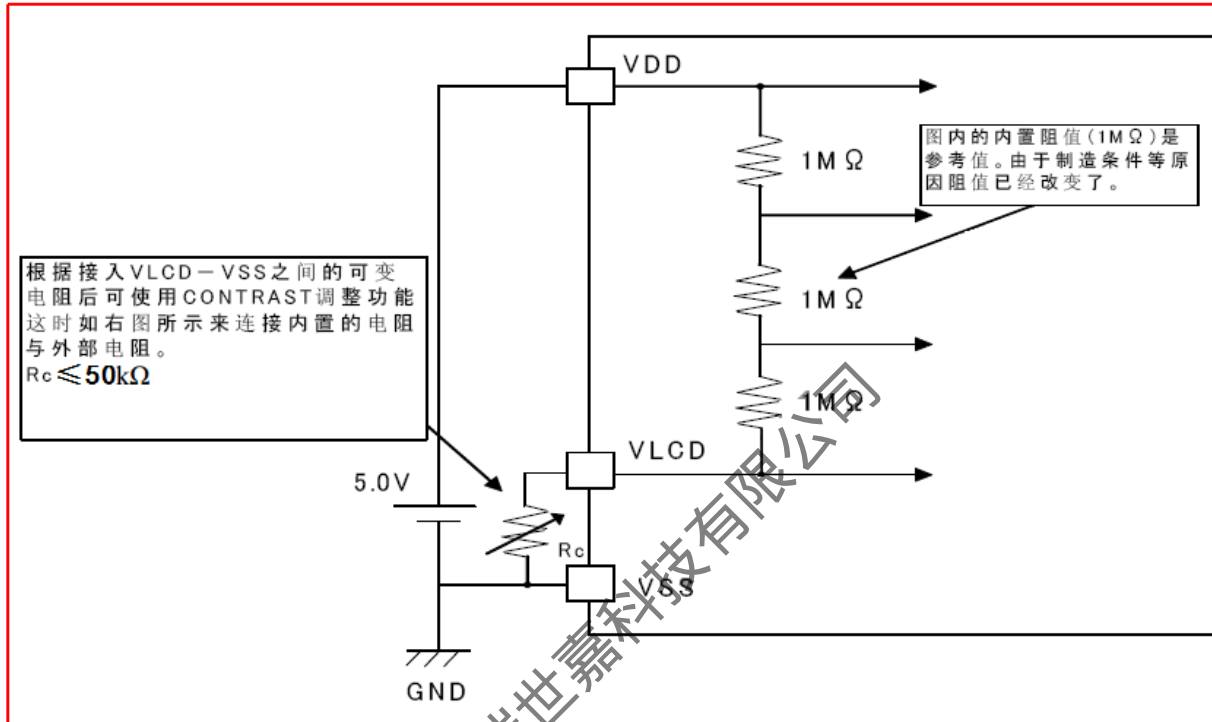 VDD
1MΩ
图内的内置阻值(1MΩ)是
参考值。由于制造条件等原
因阻值已经改变了。
根据接入VLCD－VSS之间的可变
电阻后可使用CONTRAST调整功能
这时如右图所示来连接内置的电阻
与外部电阻。
Rc≤50kΩ
1MΩ
1MΩ
VLCD
5.0V
Rc
VSS
GND
世嘉科技有限公司